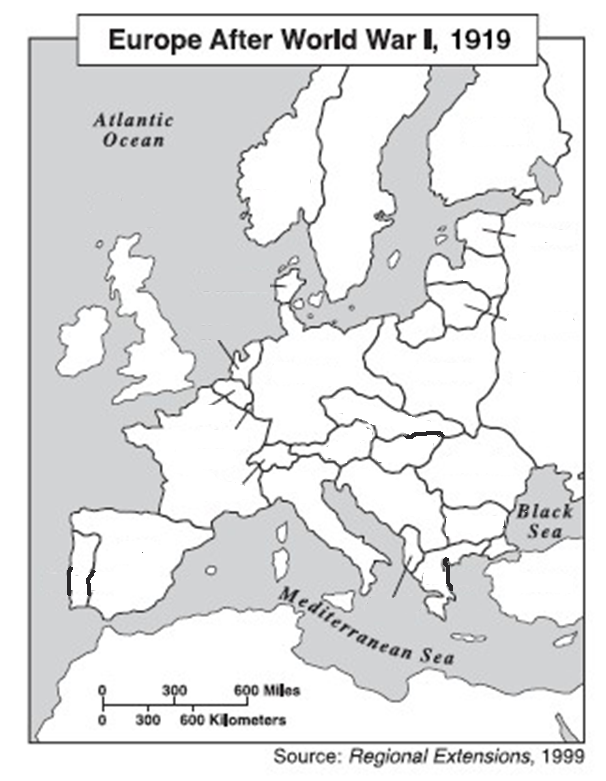 Europe After World War I, 1919
Atlantic
Ocean
Black
Sea
Mediterranean Sea
0 300 600 Miles
0 300 600 Kilometers
Source: Regional Extensions, 1999